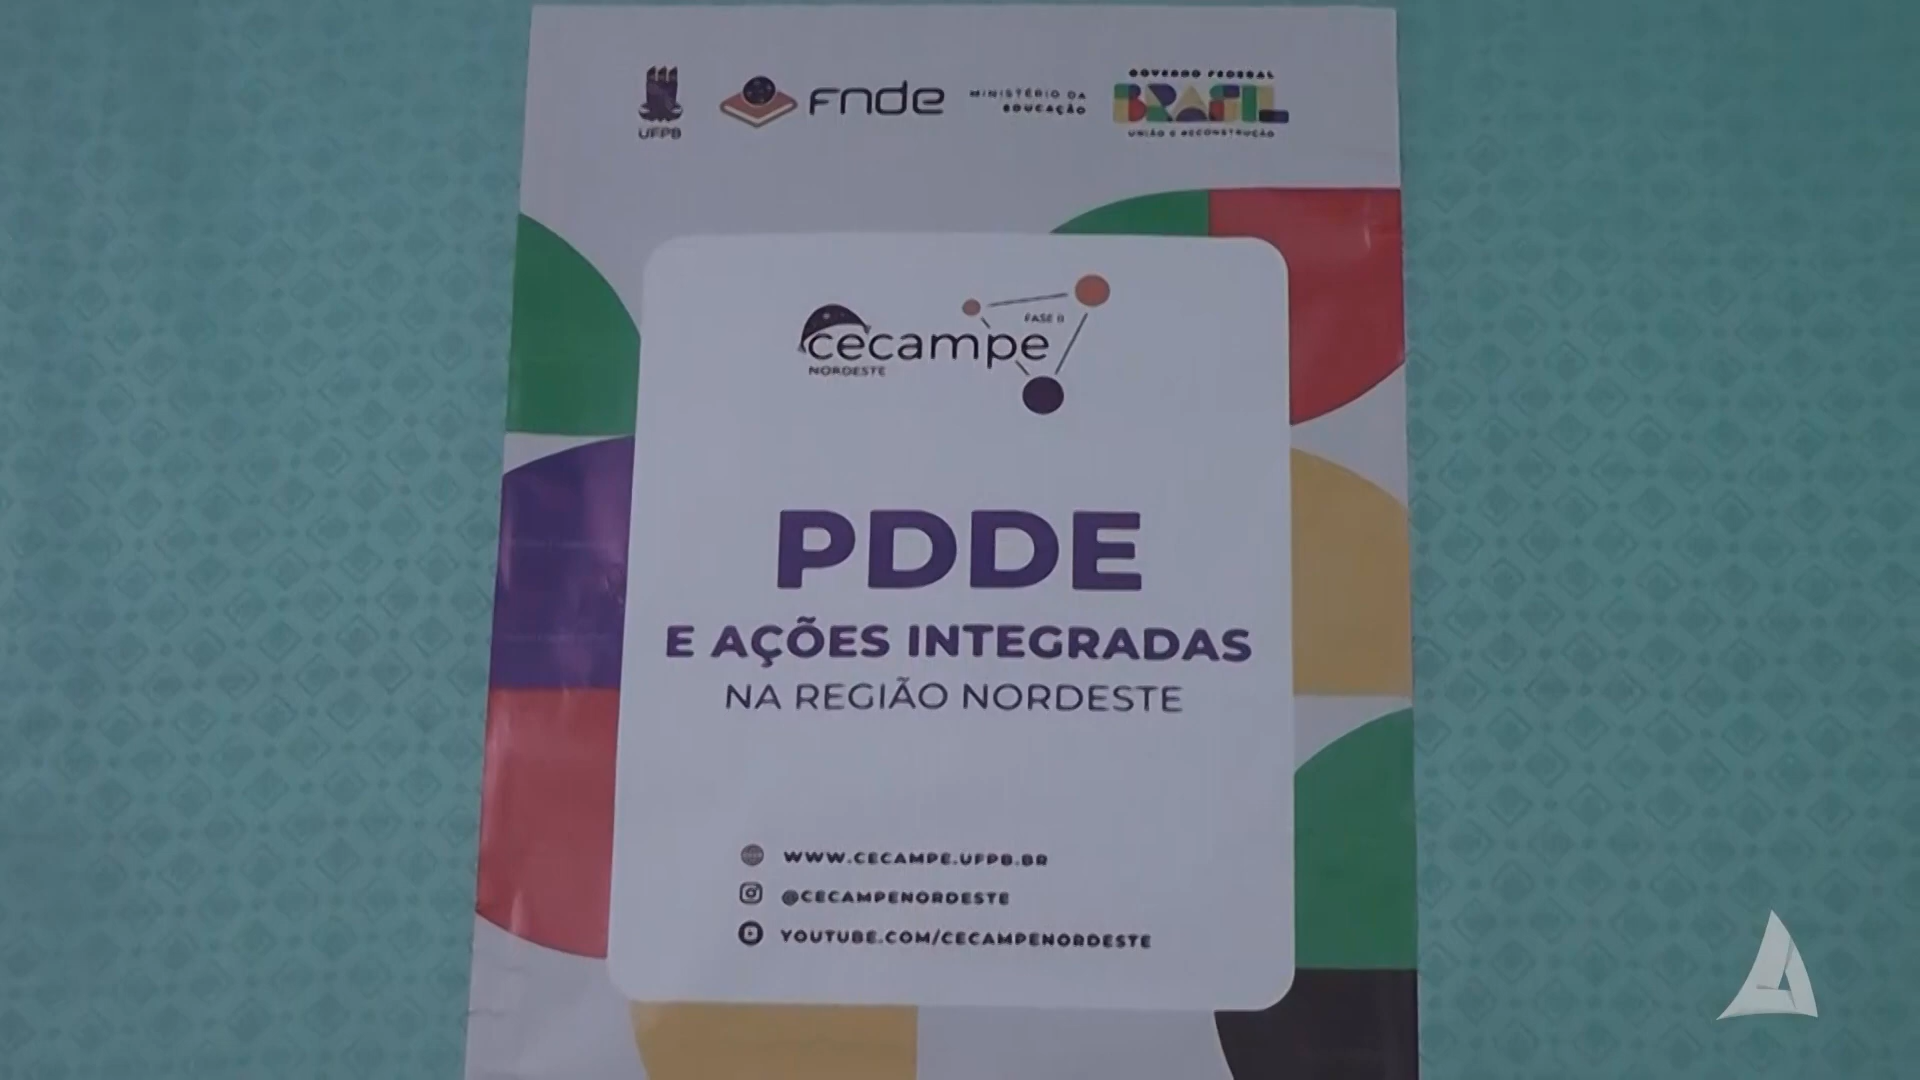 UFPB
fnde
MINISTÉRIO DA
EDUCAÇÃO
GOVERNO FEDERAL
BRASIL
UNIÃO E RECONSTRUÇÃO
FASE II
cecampe
NORDESTE
PDDE
E AÇÕES INTEGRADAS
NA REGIÃO NORDESTE
WWW.CECAMPE.UFPB.BR
@CECAMPENORDESTE
YOUTUBE.COM/CECAMPENORDESTE